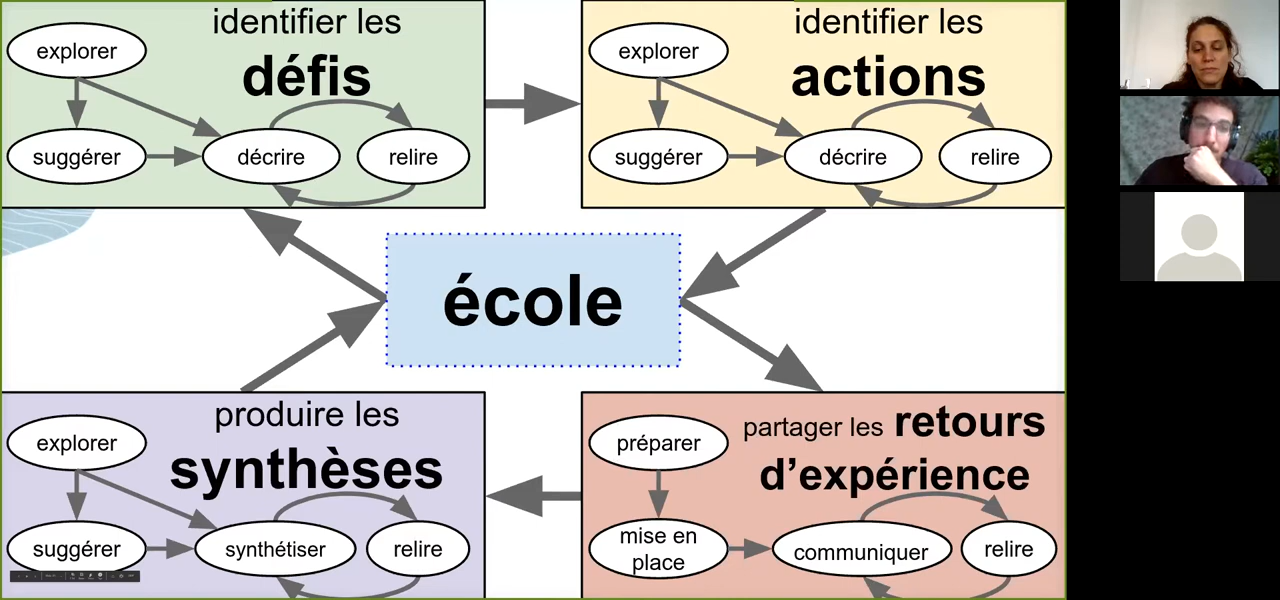 identifier les
défis
explorer
suggérer
décrire
relire
identifier les
actions
explorer
suggérer
décrire
relire
école
produire les
synthèses
explorer
suggérer
synthétiser
relire
partager les retours
d'expérience
préparer
mise en
place
communiquer
relire